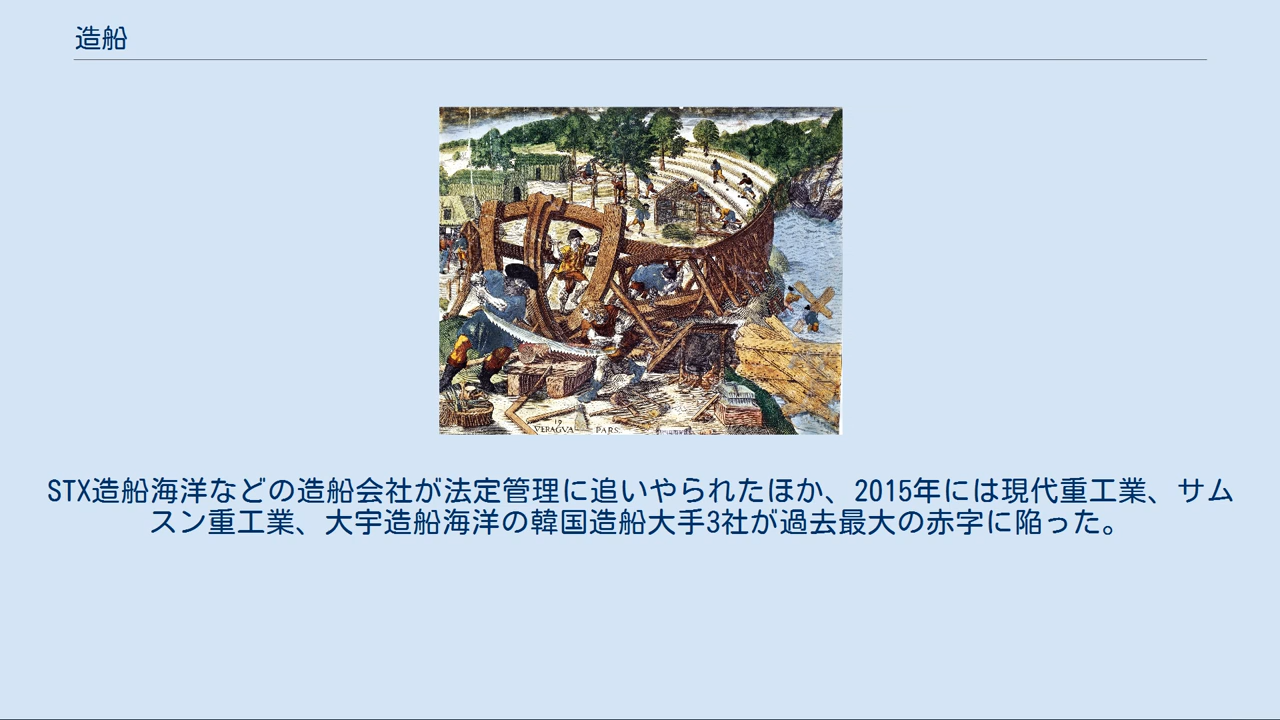 造船
19
VERAGVA PARS.
STX造船海洋などの造船会社が法定管理に追いやられたほか、2015年には現代重工業、サム
スン重工業、大宇造船海洋の韓国造船大手3社が過去最大の赤字に陥った。